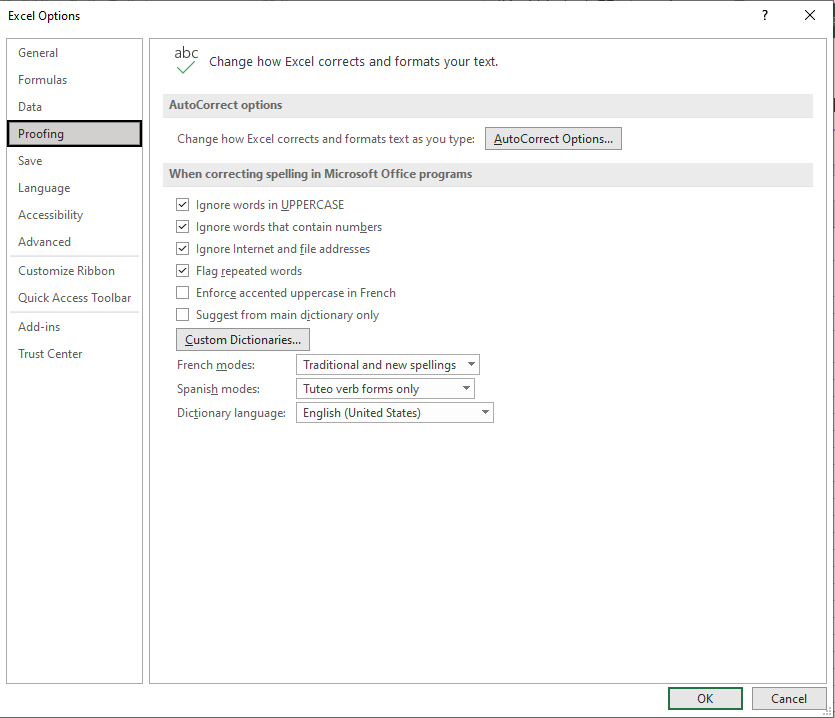 Excel Options
?
General
Formulas
Data
Proofing
Save
Language
Accessibility
Advanced
Customize Ribbon
Quick Access Toolbar
Add-ins
Trust Center
abc
Change how Excel corrects and formats your text.
AutoCorrect options
Change how Excel corrects and formats text as you type: AutoCorrect Options...
When correcting spelling in Microsoft Office programs
Ignore words in UPPERCASE
Ignore words that contain numbers
Ignore Internet and file addresses
Flag repeated words
Enforce accented uppercase in French
Suggest from main dictionary only
Custom Dictionaries...
French modes: Traditional and new spellings
Spanish modes: Tuteo verb forms only
Dictionary language: English (United States)
OK Cancel